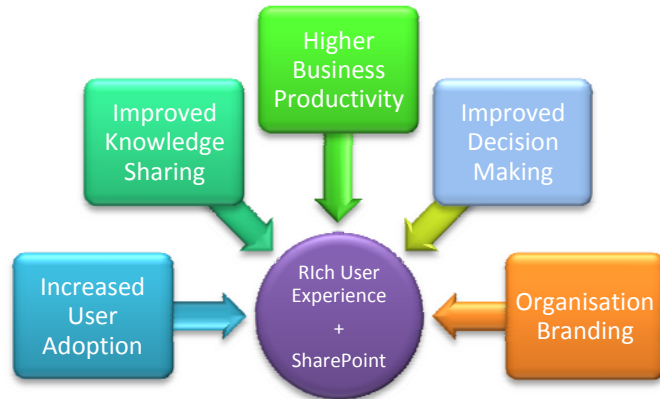 Higher
Business
Productivity
Improved
Knowledge
Sharing
Improved
Decision
Making
Increased
User
Adoption
RIch User
Experience
+
SharePoint
Organisation
Branding